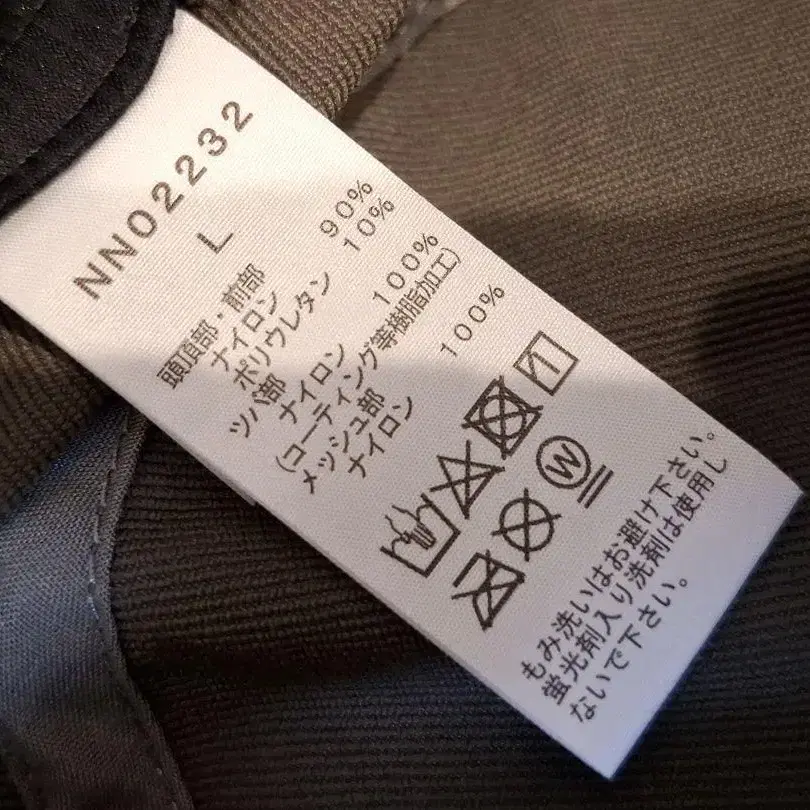 NN02232
L
頭頂部・前部
ナイロン 90%
ポリウレタン 10%
ツバ部
ナイロン 100%
(コーティング等樹脂加工)
メッシュ部
ナイロン 100%
W
もみ洗いはお避け下さい。
蛍光剤入り洗剤は使用し
ないで下さい。